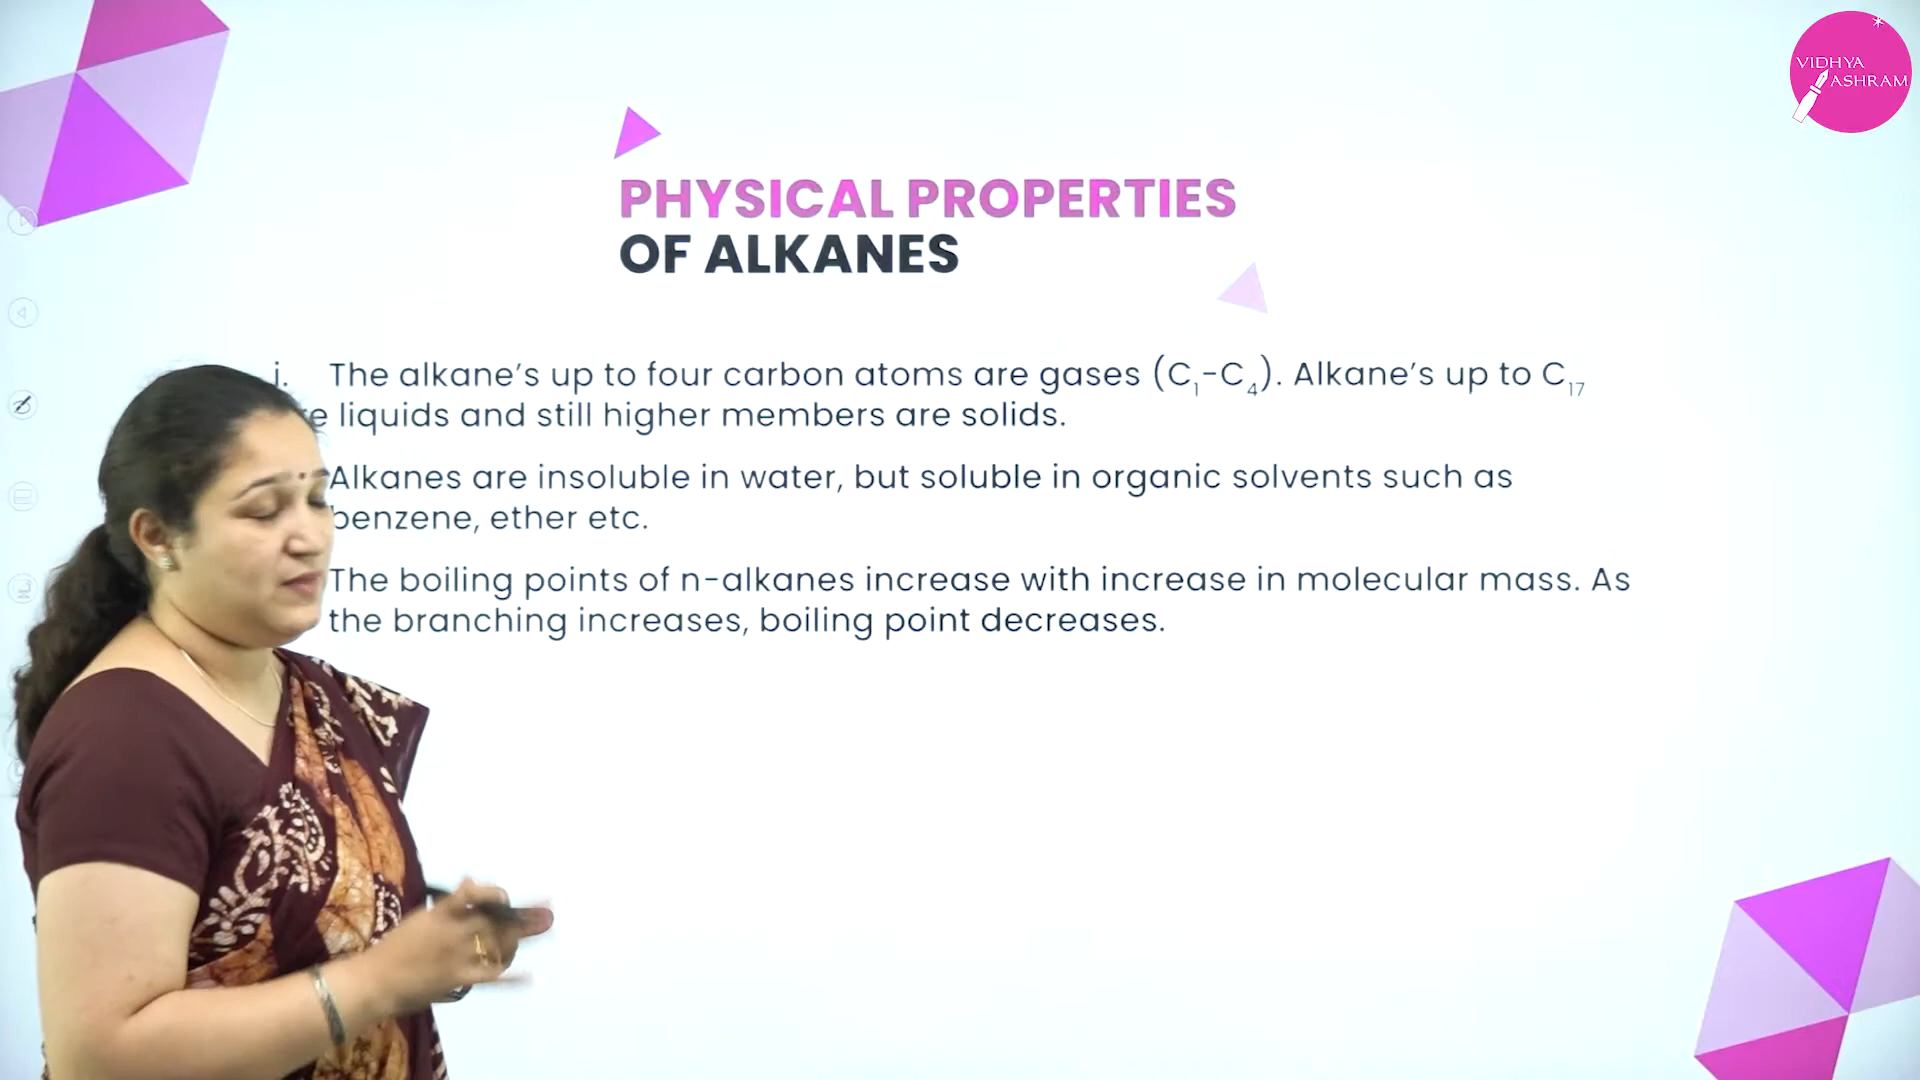 VIDHYA
ASHRAM
PHYSICAL PROPERTIES
OF ALKANES
i. The alkane's up to four carbon atoms are gases (C₁-C₄). Alkane's up to C₁₇
liquids and still higher members are solids.
Alkanes are insoluble in water, but soluble in organic solvents such as
benzene, ether etc.
The boiling points of n-alkanes increase with increase in molecular mass. As
the branching increases, boiling point decreases.